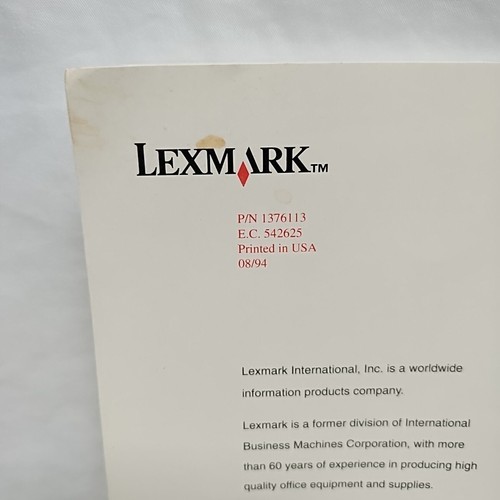 LEXMARK™
P/N 1376113
E.C. 542625
Printed in USA
08/94
Lexmark International, Inc. is a worldwide
information products company.
Lexmark is a former division of International
Business Machines Corporation, with more
than 60 years of experience in producing high
quality office equipment and supplies.